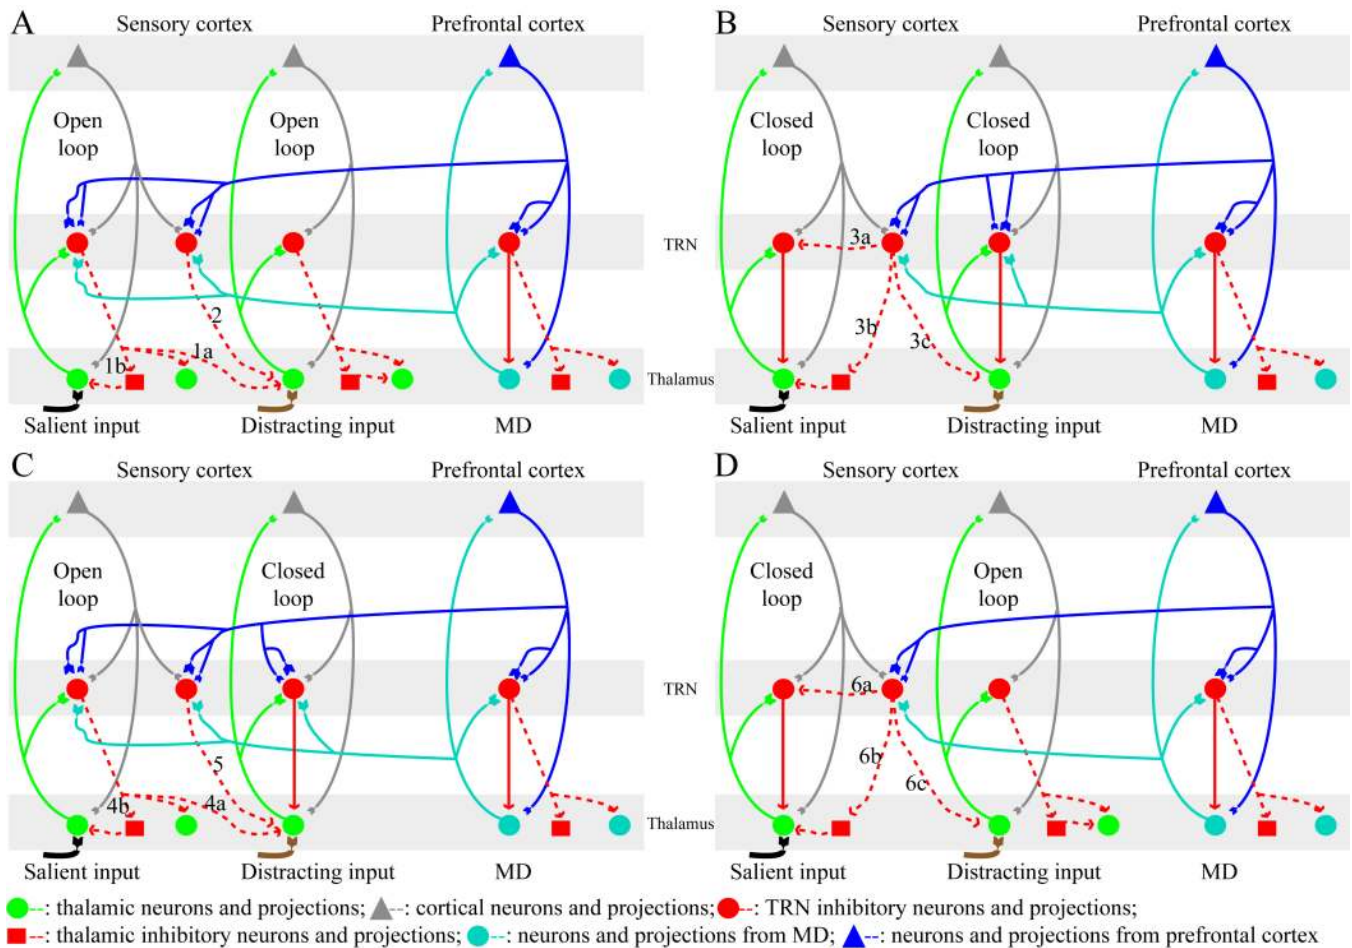 A Sensory cortex Prefrontal cortex
Open loop Open loop
2
1b 1a
Salient input Distracting input MD
B Sensory cortex Prefrontal cortex
Closed loop Closed loop
TRN
3a
3b 3c
Thalamus
Salient input Distracting input MD
C Sensory cortex Prefrontal cortex
Open loop Closed loop
5
4b 4a
Salient input Distracting input MD
D Sensory cortex Prefrontal cortex
Closed loop Open loop
TRN
6a
6b 6c
Thalamus
Salient input Distracting input MD
: thalamic neurons and projections; : cortical neurons and projections; : TRN inhibitory neurons and projections;
: thalamic inhibitory neurons and projections; : neurons and projections from MD; : neurons and projections from prefrontal cortex